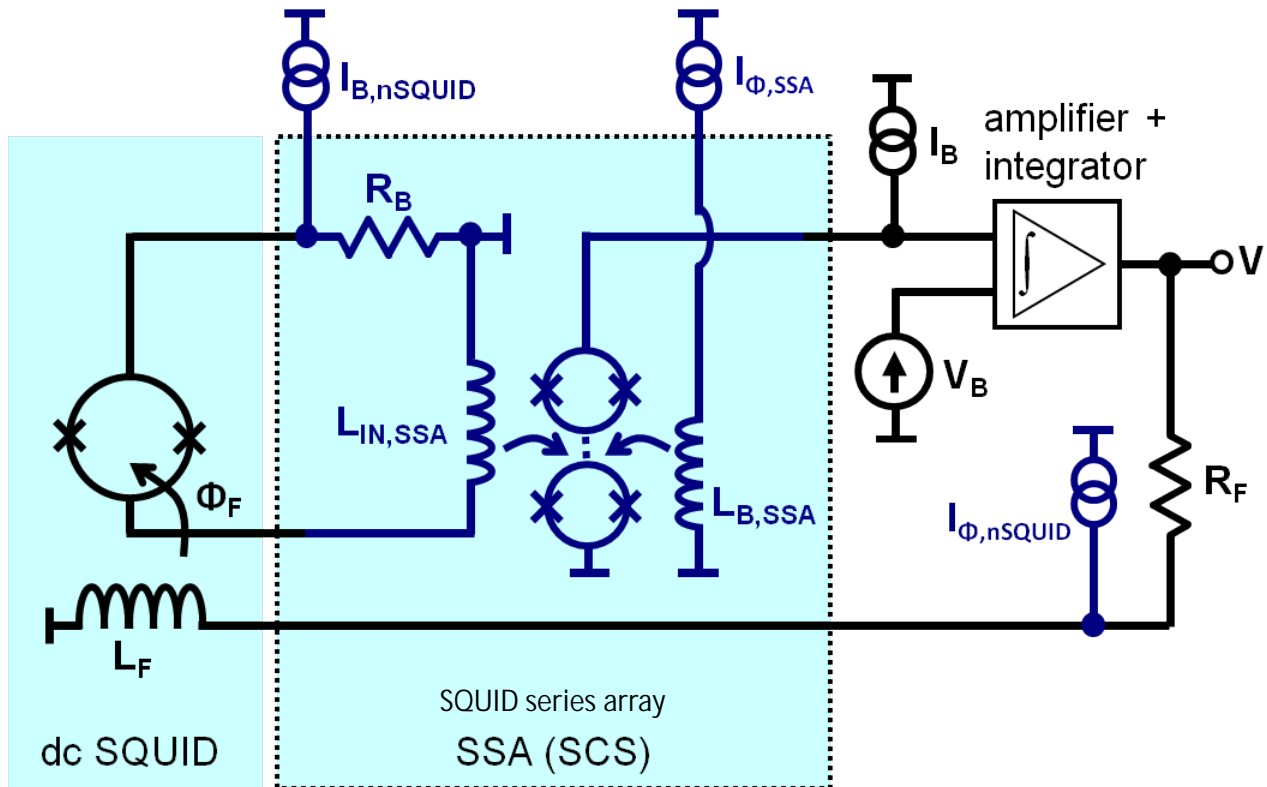 I_B,nSQUID
I_Φ,SSA
I_B
amplifier +
integrator
R_B
∫
V
L_IN,SSA
V_B
Φ_F
L_B,SSA
I_Φ,nSQUID
R_F
L_F
SQUID series array
dc SQUID
SSA (SCS)